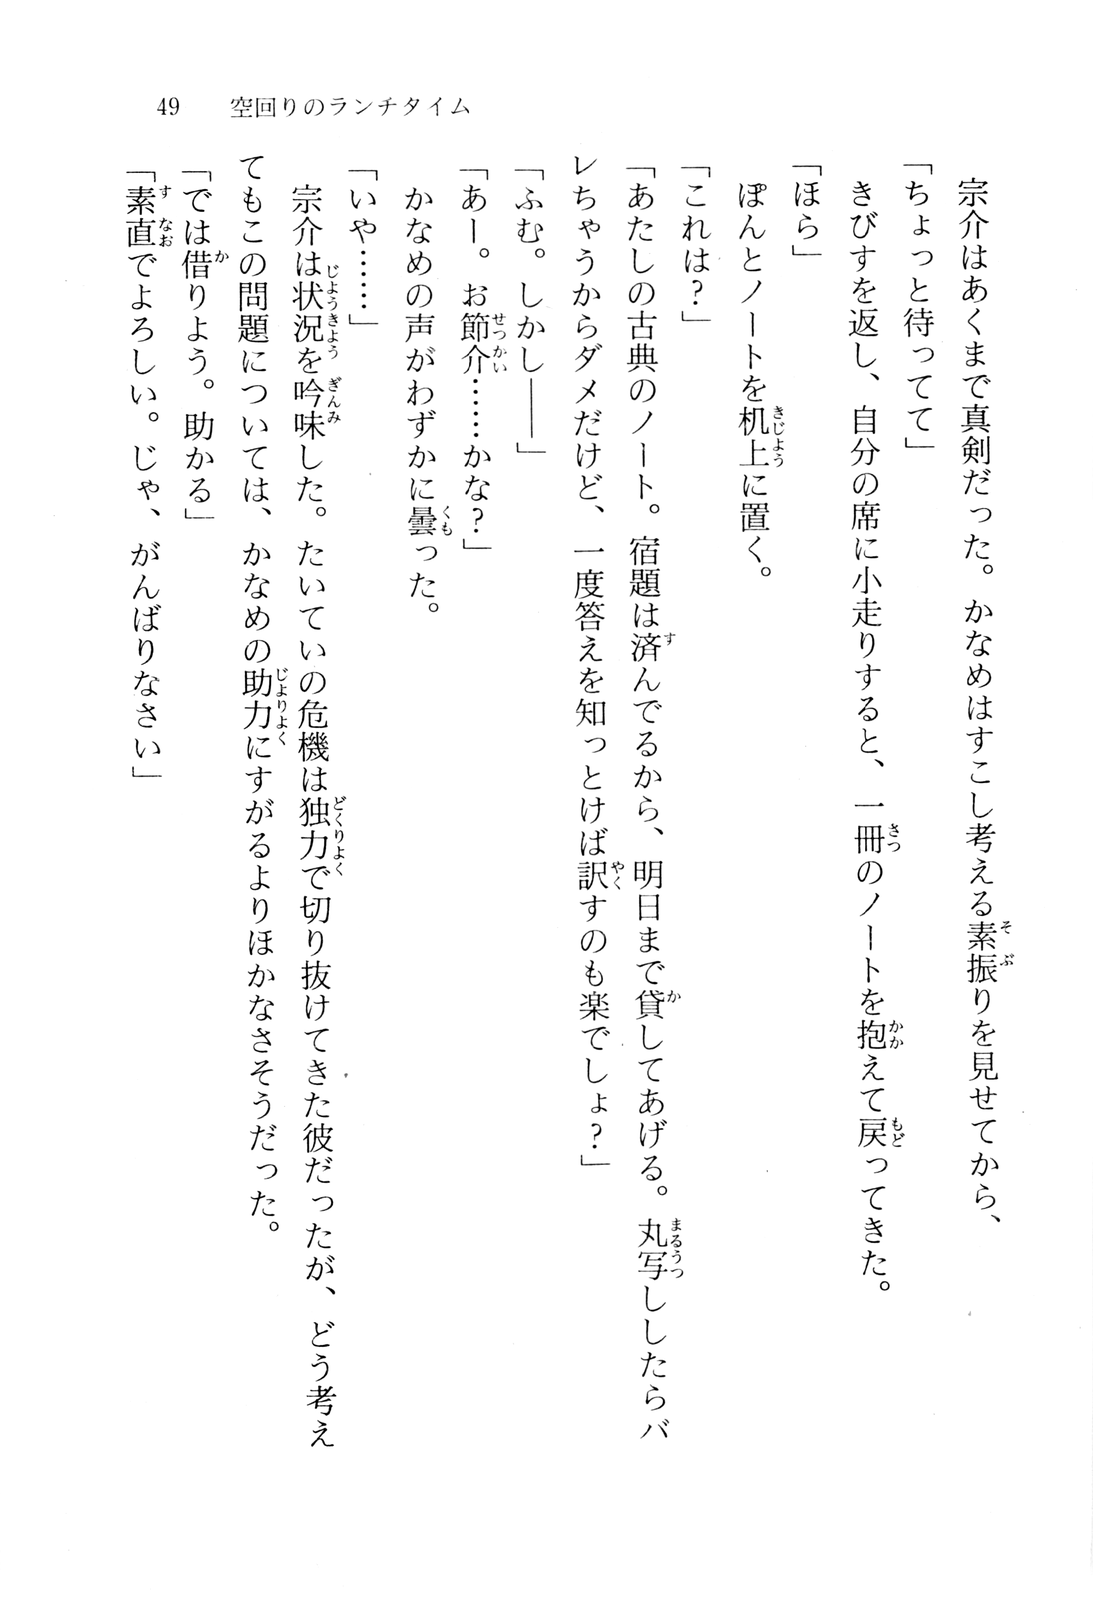 49　空回りのランチタイム
　宗介はあくまで真剣だった。かなめはすこし考える素振りを見せてから、
「ちょっと待ってて」
　きびすを返し、自分の席に小走りすると、一冊のノートを抱えて戻ってきた。
「ほら」
　ぽんとノートを机上に置く。
「これは？」
「あたしの古典のノート。宿題は済んでるから、明日まで貸してあげる。丸写ししたらバ
レちゃうからダメだけど、一度答えを知っとけば訳すのも楽でしょ？」
「ふむ。しかし――」
「あー。お節介……かな？」
　かなめの声がわずかに曇った。
「いや……」
　宗介は状況を吟味した。たいていの危機は独力で切り抜けてきた彼だったが、どう考え
てもこの問題については、かなめの助力にすがるよりほかなさそうだった。
「では借りよう。助かる」
「素直でよろしい。じゃ、がんばりなさい」